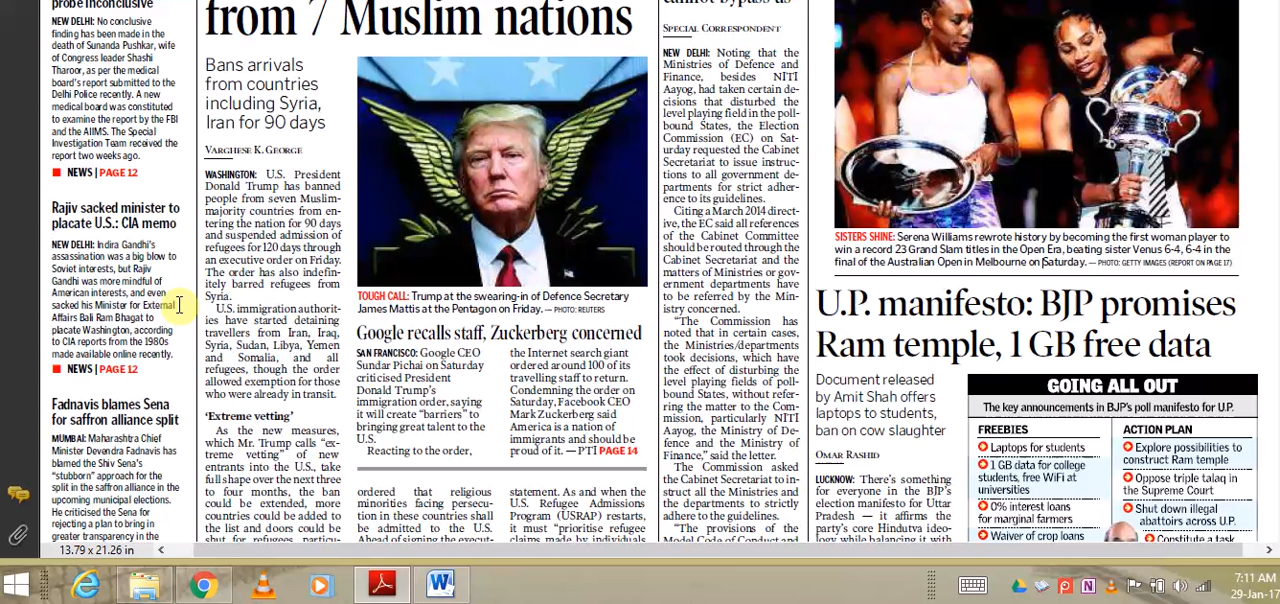 probe inconclusive
NEW DELHI: No conclusive
finding has been made in the
death of Sunanda Pushkar, wife
of Congress leader Shashi
Tharoor, as per the medical
board's report submitted to the
Delhi Police recently. A new
medical board was constituted
to examine the report by the FBI
and the AIIMS. The Special
Investigation Team received the
report two weeks ago.
NEWS | PAGE 12
Rajiv sacked minister to
placate U.S.: CIA memo
NEW DELHI: Indira Gandhi's
assassination was a big blow to
Soviet interests, but Rajiv
Gandhi was more mindful of
American interests, and even
sacked his Minister for External
Affairs Bali Ram Bhagat to
placate Washington, according
to CIA reports from the 1980s
made available online recently.
NEWS | PAGE 12
Fadnavis blames Sena
for saffron alliance split
MUMBAI: Maharashtra Chief
Minister Devendra Fadnavis has
blamed the Shiv Sena's
"stubborn" approach for the
split in the saffron alliance in the
upcoming municipal elections.
He criticised the Sena for
rejecting a plan to bring in
greater transparency in the
from 7 Muslim nations
Bans arrivals
from countries
including Syria,
Iran for 90 days
VARGHESE K. GEORGE
WASHINGTON: U.S. President
Donald Trump has banned
people from seven Muslim-
majority countries from en-
tering the nation for 90 days
and suspended admission of
refugees for 120 days through
an executive order on Friday.
The order has also indefin-
itely barred refugees from
Syria.
U.S. immigration authorit-
ies have started detaining
travellers from Iran, Iraq,
Syria, Sudan, Libya, Yemen
and Somalia, and all
refugees, though the order
allowed exemption for those
who were already in transit.
'Extreme vetting'
As the new measures,
which Mr. Trump calls "ex-
treme vetting" of new
entrants into the U.S., take
full shape over the next three
to four months, the ban
could be extended, more
countries could be added to
the list and doors could be
shut for refugees, particu-
TOUGH CALL: Trump at the swearing-in of Defence Secretary
James Mattis at the Pentagon on Friday. — PHOTO: REUTERS
Google recalls staff, Zuckerberg concerned
SAN FRANCISCO: Google CEO
Sundar Pichai on Saturday
criticised President
Donald Trump's
immigration order, saying
it will create "barriers" to
bringing great talent to the
U.S.
Reacting to the order,
the Internet search giant
ordered around 100 of its
travelling staff to return.
Condemning the order on
Saturday, Facebook CEO
Mark Zuckerberg said
America is a nation of
immigrants and should be
proud of it. — PTI PAGE 14
ordered that religious
minorities facing persecu-
tion in these countries shall
be admitted to the U.S.
Ahead of signing the execut-
statement. As and when the
U.S. Refugee Admissions
Program (USRAP) restarts,
it must "prioritise refugee
claims made by individuals
cannot bypass us
SPECIAL CORRESPONDENT
NEW DELHI: Noting that the
Ministries of Defence and
Finance, besides NITI
Aayog, had taken certain de-
cisions that disturbed the
level playing field in the poll-
bound States, the Election
Commission (EC) on Sat-
urday requested the Cabinet
Secretariat to issue instruc-
tions to all government de-
partments for strict adher-
ence to its guidelines.
Citing a March 2014 direct-
ive, the EC said all references
of the Cabinet Committee
should be routed through the
Cabinet Secretariat and the
matters of Ministries or gov-
ernment departments have
to be referred by the Min-
istry concerned.
"The Commission has
noted that in certain cases,
the Ministries/departments
took decisions, which have
the effect of disturbing the
level playing fields of poll-
bound States, without refer-
ring the matter to the Com-
mission, particularly NITI
Aayog, the Ministry of De-
fence and the Ministry of
Finance," said the letter.
The Commission asked
the Cabinet Secretariat to in-
struct all the Ministries and
the departments to strictly
adhere to the guidelines.
"The provisions of the
Model Code of Conduct and
SISTERS SHINE: Serena Williams rewrote history by becoming the first woman player to
win a record 23 Grand Slam titles in the Open Era, beating sister Venus 6-4, 6-4 in the
final of the Australian Open in Melbourne on Saturday. — PHOTO: GETTY IMAGES (REPORT ON PAGE 17)
U.P. manifesto: BJP promises
Ram temple, 1 GB free data
Document released
by Amit Shah offers
laptops to students,
ban on cow slaughter
OMAR RASHID
LUCKNOW: There's something
for everyone in the BJP's
election manifesto for Uttar
Pradesh — it affirms the
party's core Hindutva ideo-
logy while balancing it with
GOING ALL OUT
The key announcements in BJP's poll manifesto for U.P.
FREEBIES
Laptops for students
1 GB data for college
students, free WiFi at
universities
0% interest loans
for marginal farmers
Waiver of crop loans
ACTION PLAN
Explore possibilities to
construct Ram temple
Oppose triple talaq in
the Supreme Court
Shut down illegal
abattoirs across U.P.
Constitute a task
13.79 x 21.26 in
7:11 AM
29-Jan-17